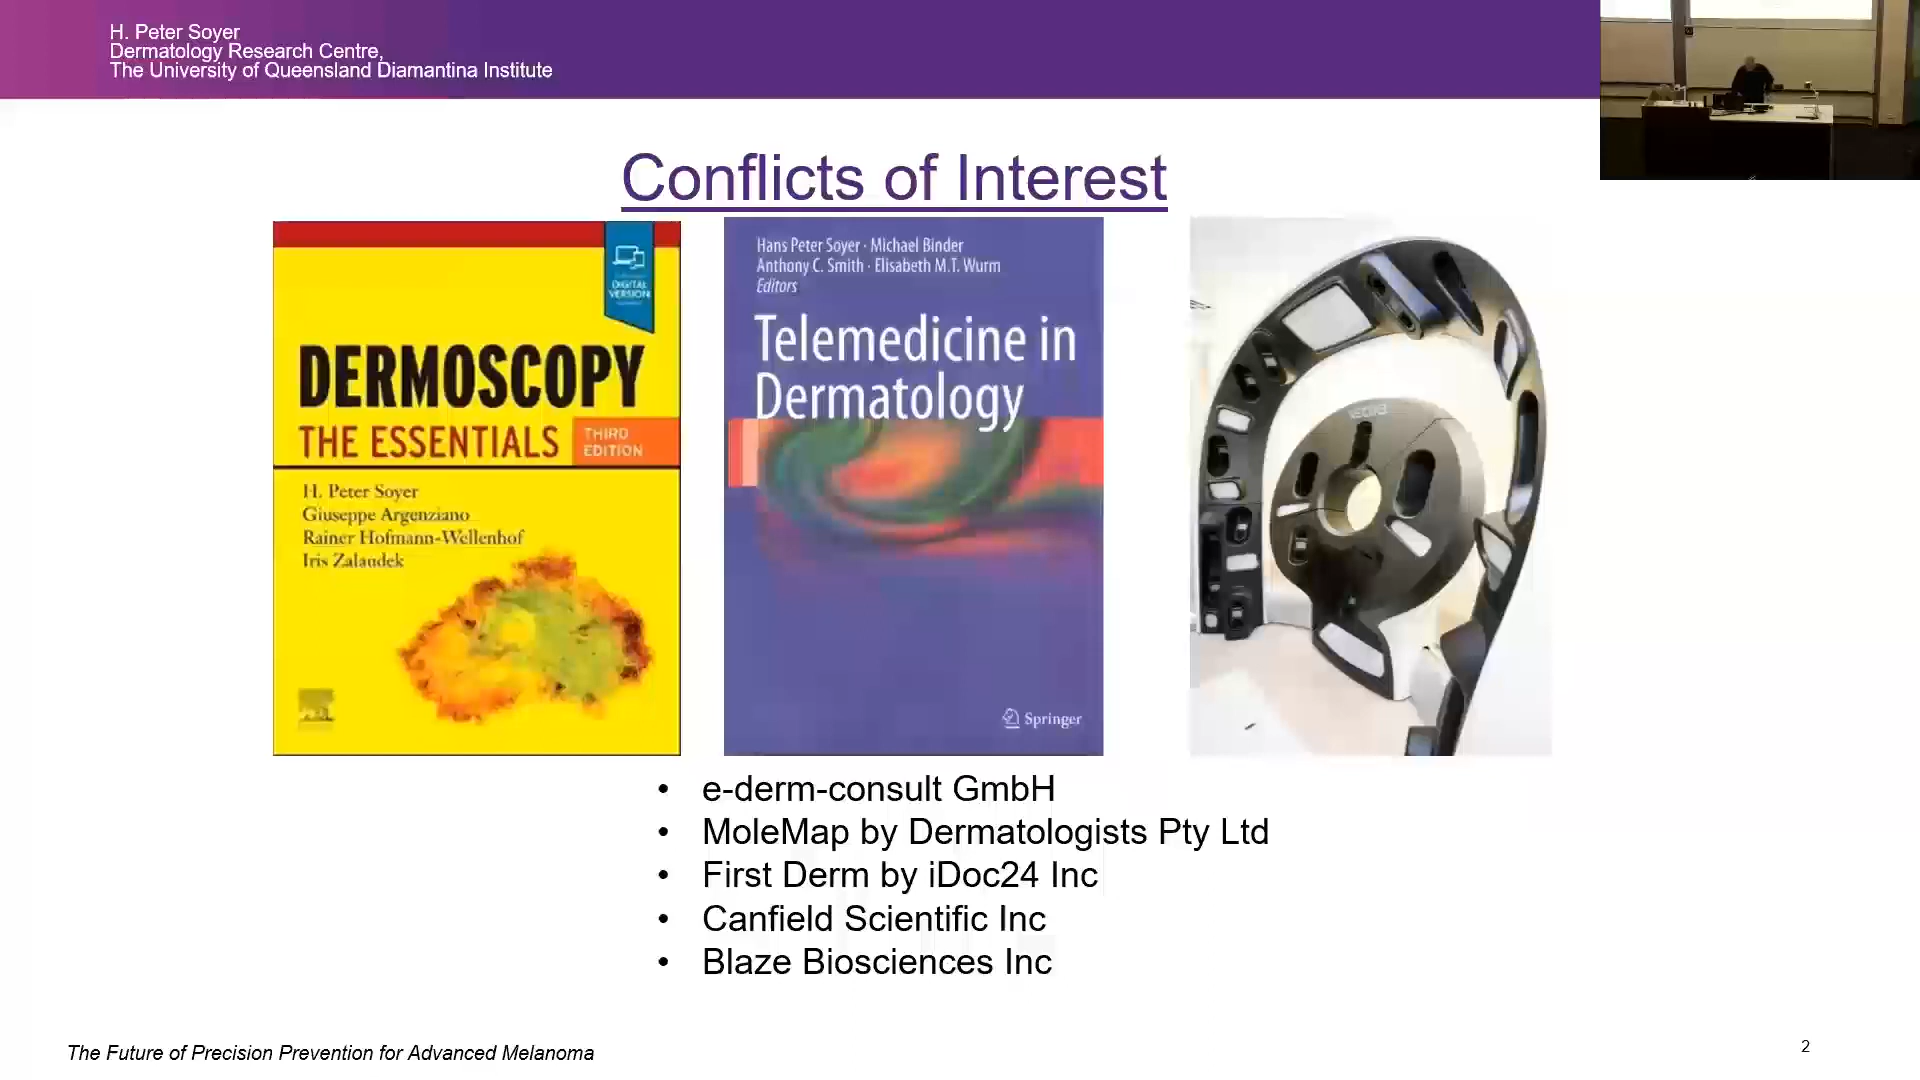 H. Peter Soyer
Dermatology Research Centre,
The University of Queensland Diamantina Institute
Conflicts of Interest
DIGITAL
VERSION
DERMOSCOPY
THE ESSENTIALS
THIRD
EDITION
H. Peter Soyer
Giuseppe Argenziano
Rainer Hofmann-Wellenhof
Iris Zalaudek
Hans Peter Soyer · Michael Binder
Anthony C. Smith · Elisabeth M.T. Wurm
Editors
Telemedicine in
Dermatology
Springer
• e-derm-consult GmbH
• MoleMap by Dermatologists Pty Ltd
• First Derm by iDoc24 Inc
• Canfield Scientific Inc
• Blaze Biosciences Inc
The Future of Precision Prevention for Advanced Melanoma
2